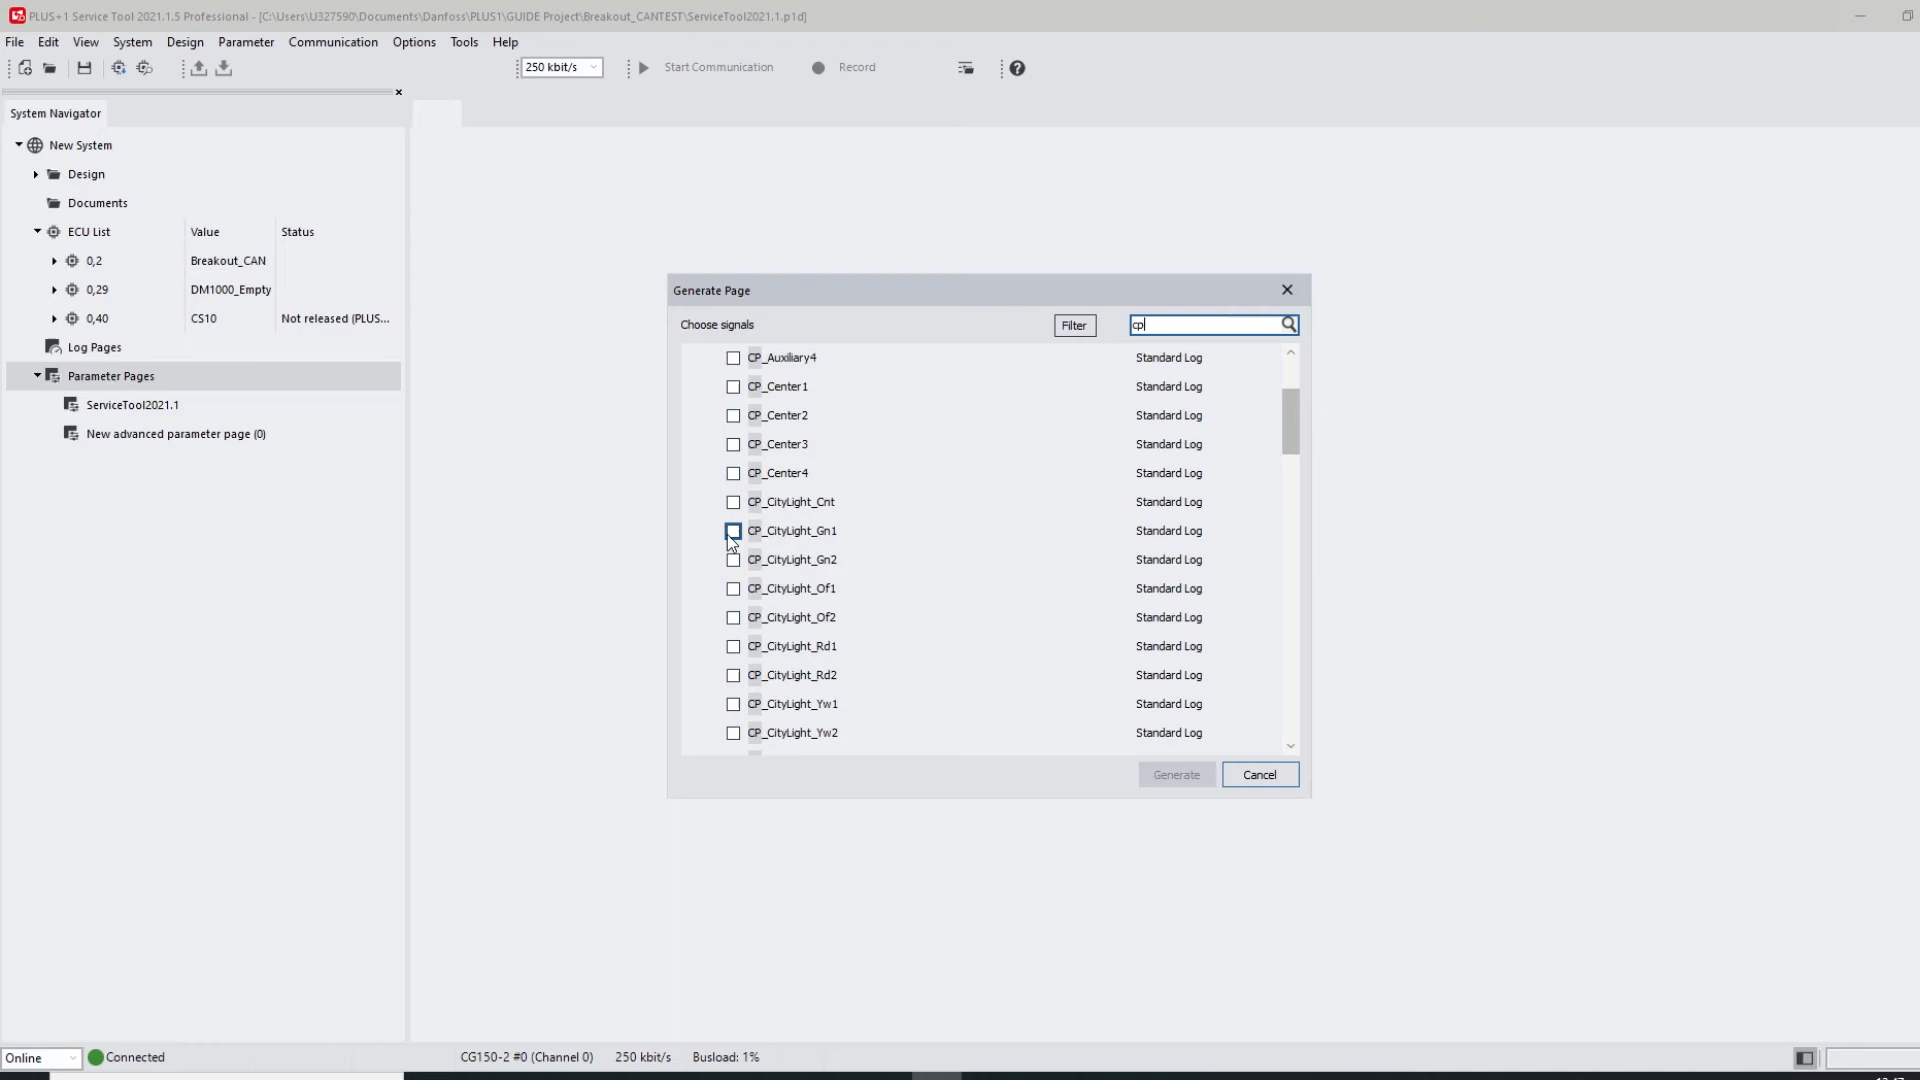 PLUS+1 Service Tool 2021.1.5 Professional - [C:\Users\U327590\Documents\Danfoss\PLUS1\GUIDE Project\Breakout_CANTEST\ServiceTool2021.1.p1d]
File Edit View System Design Parameter Communication Options Tools Help
250 kbit/s Start Communication Record
System Navigator
New System
Design
Documents
ECU List Value Status
0,2 Breakout_CAN
0,29 DM1000_Empty
0,40 CS10 Not released (PLUS...
Log Pages
Parameter Pages
ServiceTool2021.1
New advanced parameter page (0)
Generate Page
Choose signals Filter cp
CP_Auxiliary4 Standard Log
CP_Center1 Standard Log
CP_Center2 Standard Log
CP_Center3 Standard Log
CP_Center4 Standard Log
CP_CityLight_Cnt Standard Log
CP_CityLight_Gn1 Standard Log
CP_CityLight_Gn2 Standard Log
CP_CityLight_Of1 Standard Log
CP_CityLight_Of2 Standard Log
CP_CityLight_Rd1 Standard Log
CP_CityLight_Rd2 Standard Log
CP_CityLight_Yw1 Standard Log
CP_CityLight_Yw2 Standard Log
Generate Cancel
Online Connected CG150-2 #0 (Channel 0) 250 kbit/s Busload: 1%